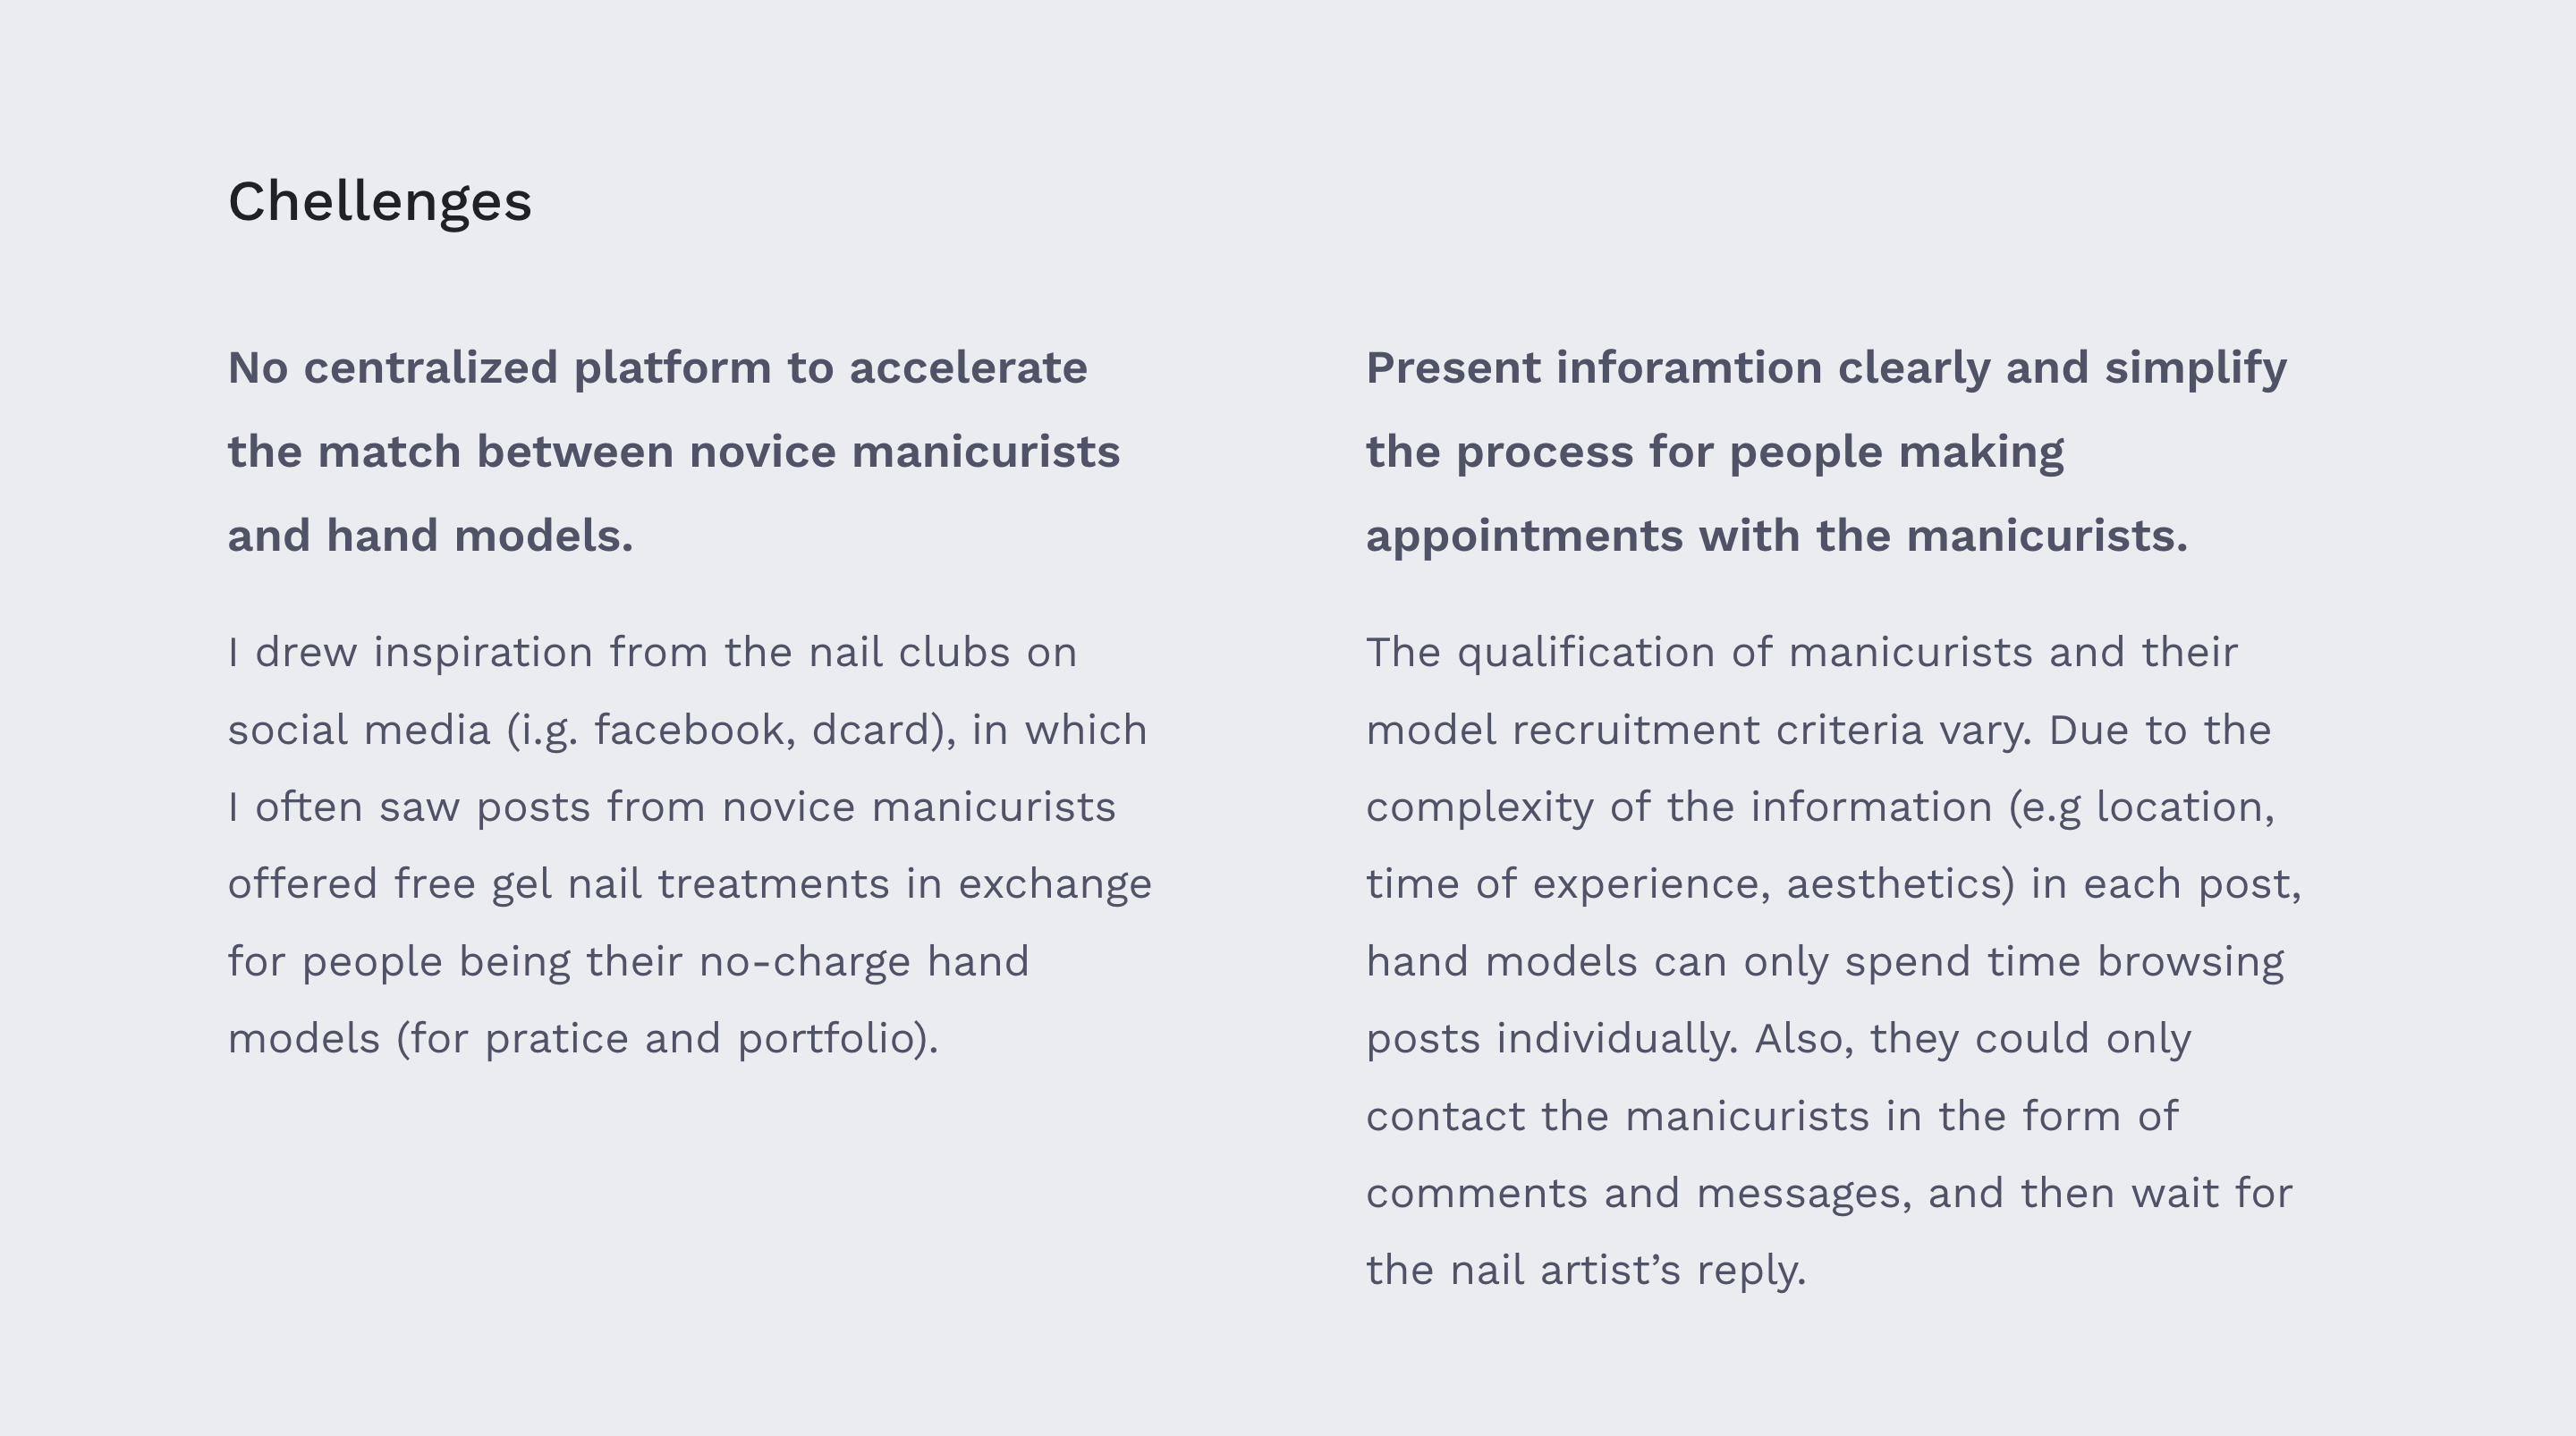 Chellenges
No centralized platform to accelerate
the match between novice manicurists
and hand models.
I drew inspiration from the nail clubs on
social media (i.g. facebook, dcard), in which
I often saw posts from novice manicurists
offered free gel nail treatments in exchange
for people being their no-charge hand
models (for pratice and portfolio).
Present inforamtion clearly and simplify
the process for people making
appointments with the manicurists.
The qualification of manicurists and their
model recruitment criteria vary. Due to the
complexity of the information (e.g location,
time of experience, aesthetics) in each post,
hand models can only spend time browsing
posts individually. Also, they could only
contact the manicurists in the form of
comments and messages, and then wait for
the nail artist’s reply.